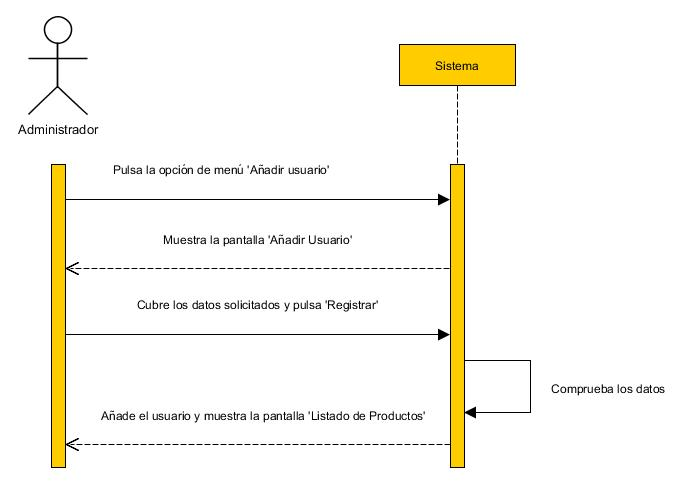 Sistema
Administrador
Pulsa la opción de menú 'Añadir usuario'
Muestra la pantalla 'Añadir Usuario'
Cubre los datos solicitados y pulsa 'Registrar'
Comprueba los datos
Añade el usuario y muestra la pantalla 'Listado de Productos'